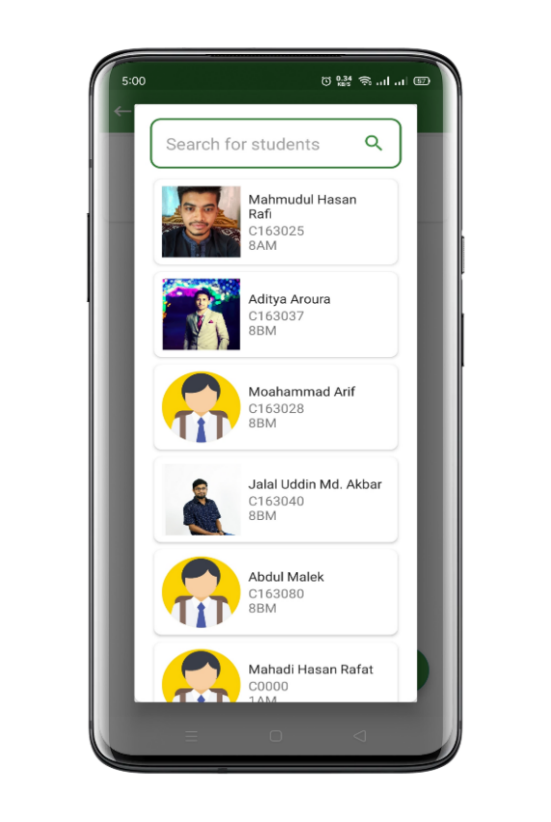 5:00
0.34
KB/S
67
Search for students
Mahmudul Hasan
Rafi
C163025
8AM
Aditya Aroura
C163037
8BM
Moahammad Arif
C163028
8BM
Jalal Uddin Md. Akbar
C163040
8BM
Abdul Malek
C163080
8BM
Mahadi Hasan Rafat
C0000
1AM